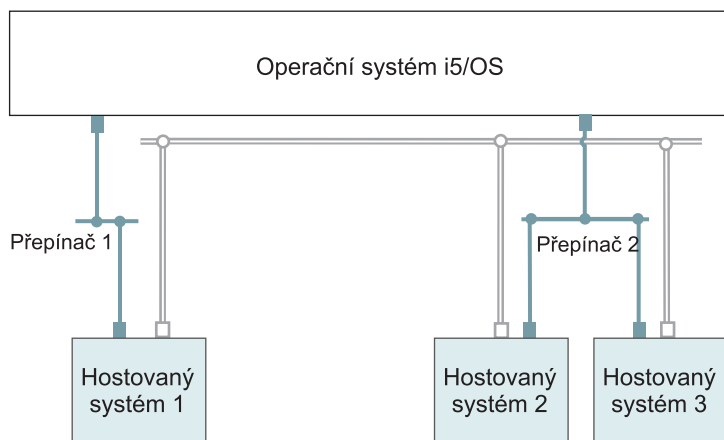 Operační systém i5/OS
Přepínač 1
Přepínač 2
Hostovaný
systém 1
Hostovaný
systém 2
Hostovaný
systém 3